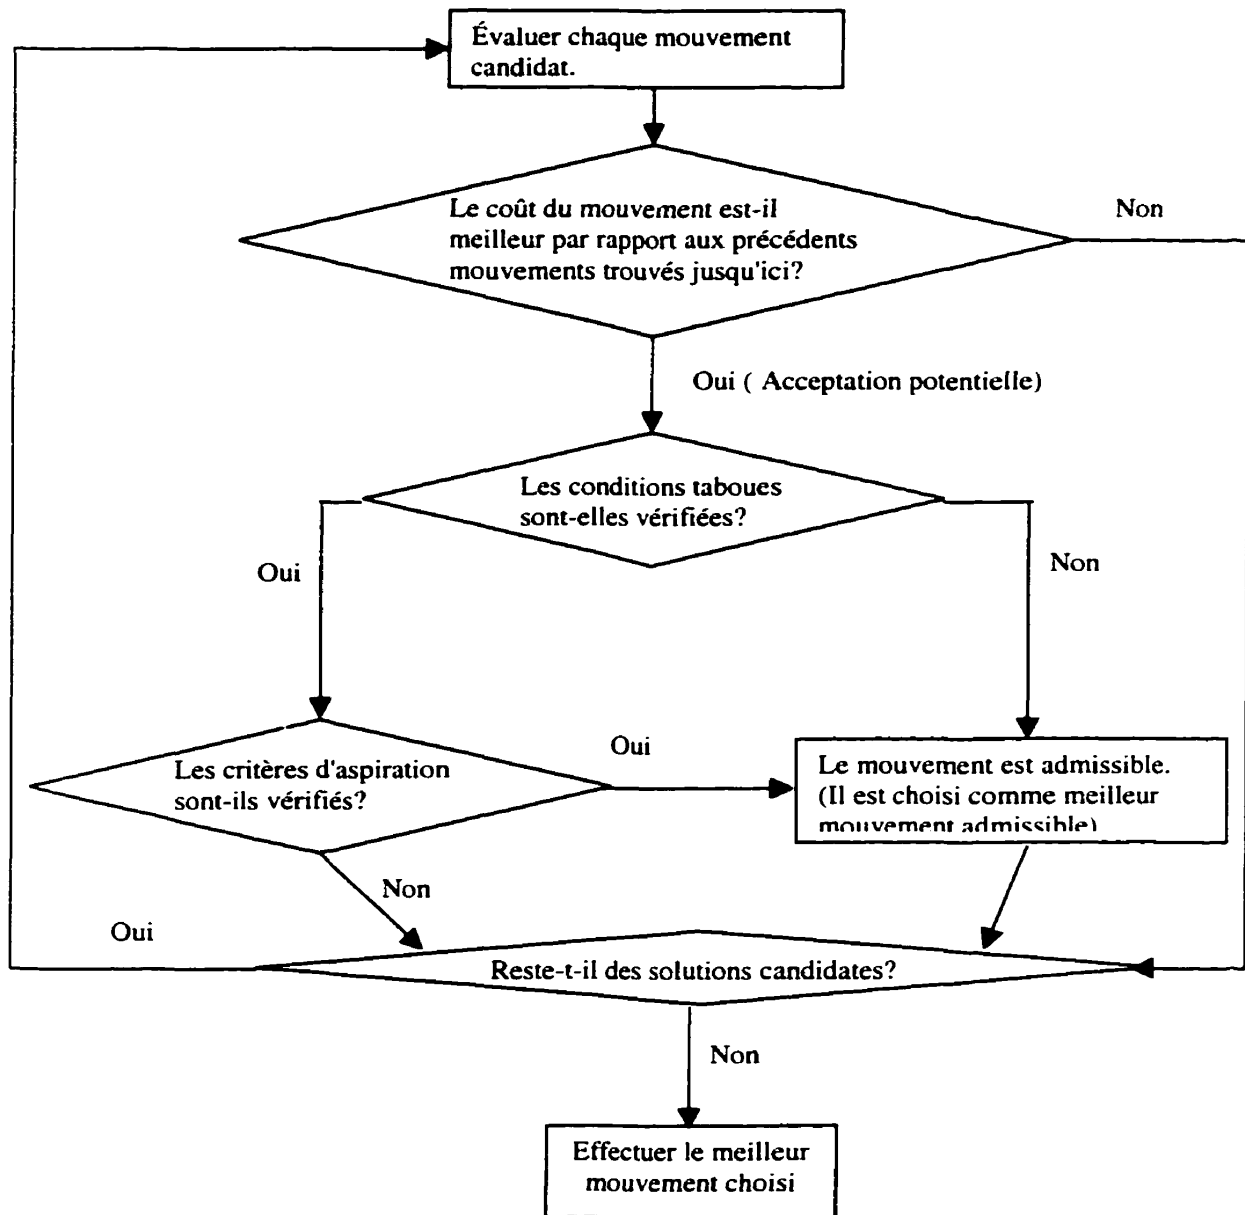 Évaluer chaque mouvement
candidat.
Le coût du mouvement est-il
meilleur par rapport aux précédents
mouvements trouvés jusqu'ici?
Non
Oui ( Acceptation potentielle)
Les conditions taboues
sont-elles vérifiées?
Oui
Non
Les critères d'aspiration
sont-ils vérifiés?
Oui
Le mouvement est admissible.
(Il est choisi comme meilleur
mouvement admissible)
Non
Oui
Reste-t-il des solutions candidates?
Non
Effectuer le meilleur
mouvement choisi